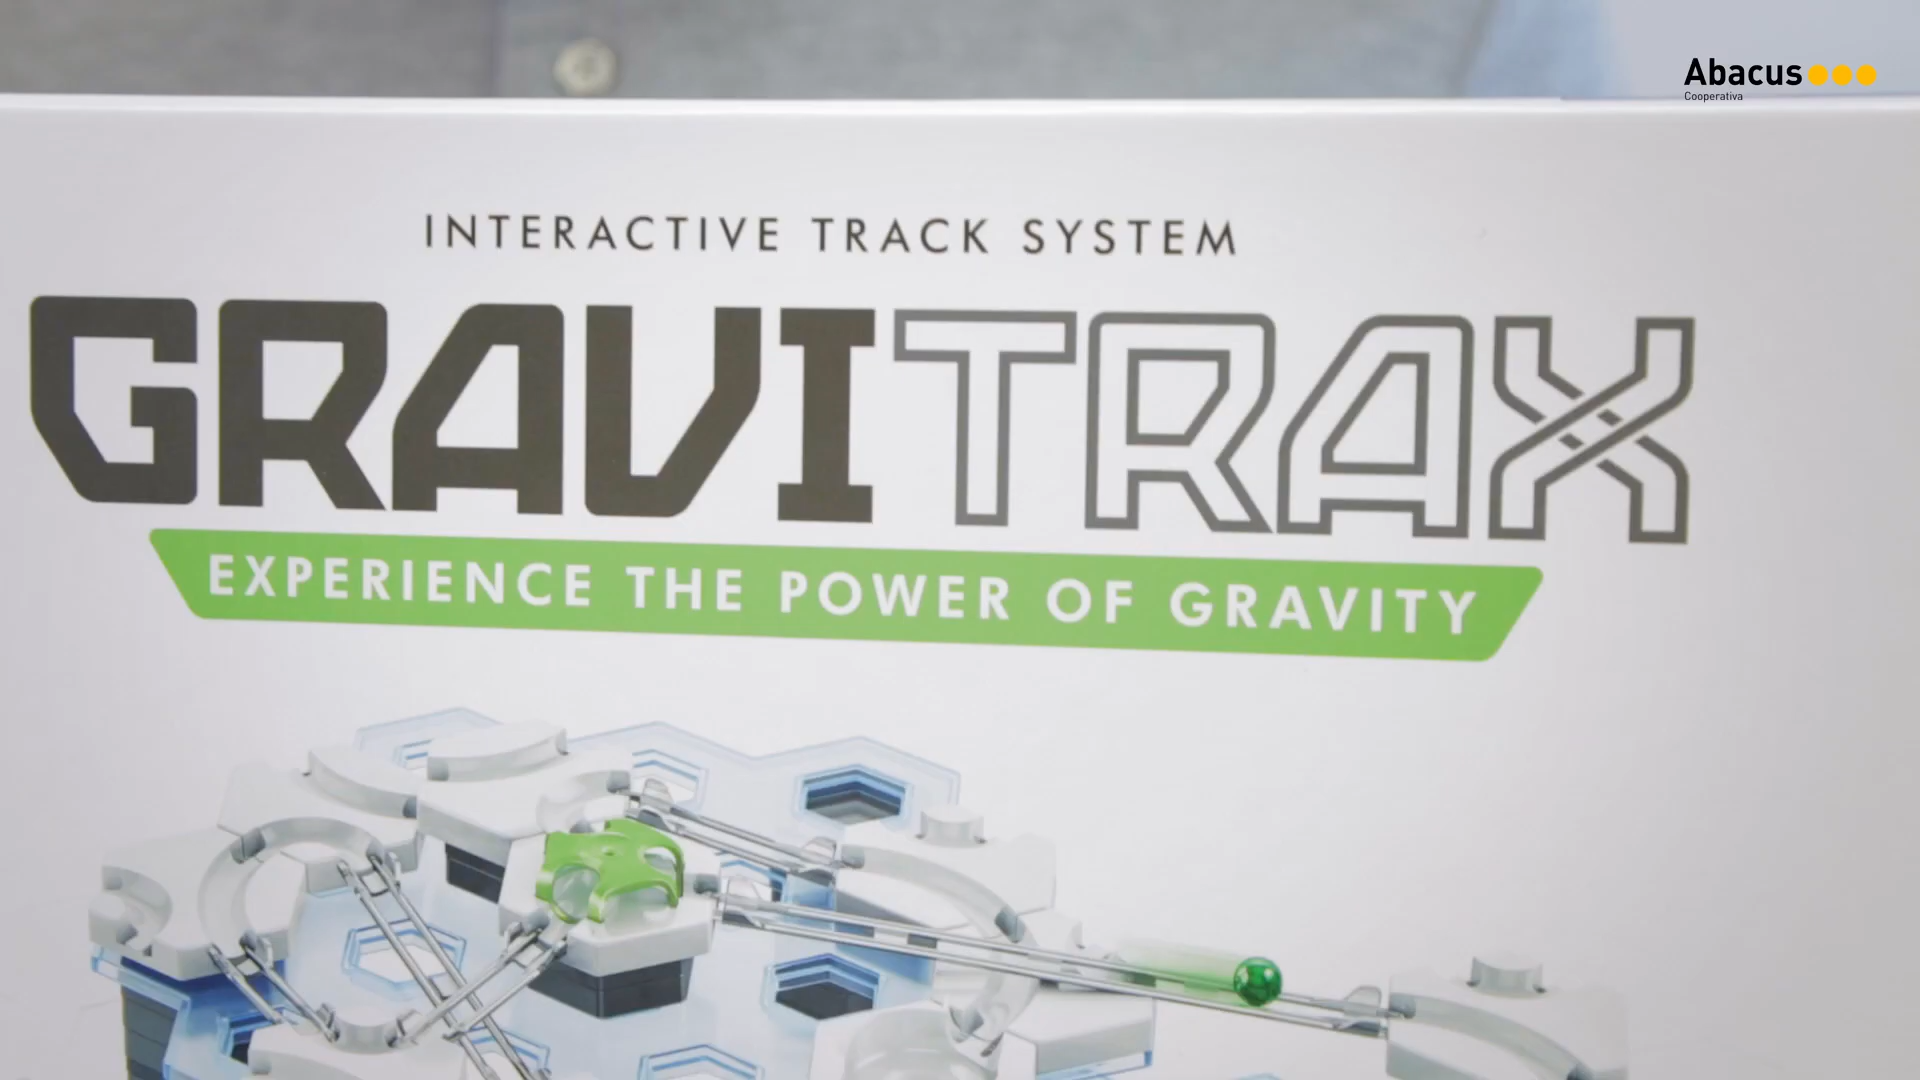 Abacus
Cooperativa
INTERACTIVE TRACK SYSTEM
GRAVITRAX
EXPERIENCE THE POWER OF GRAVITY